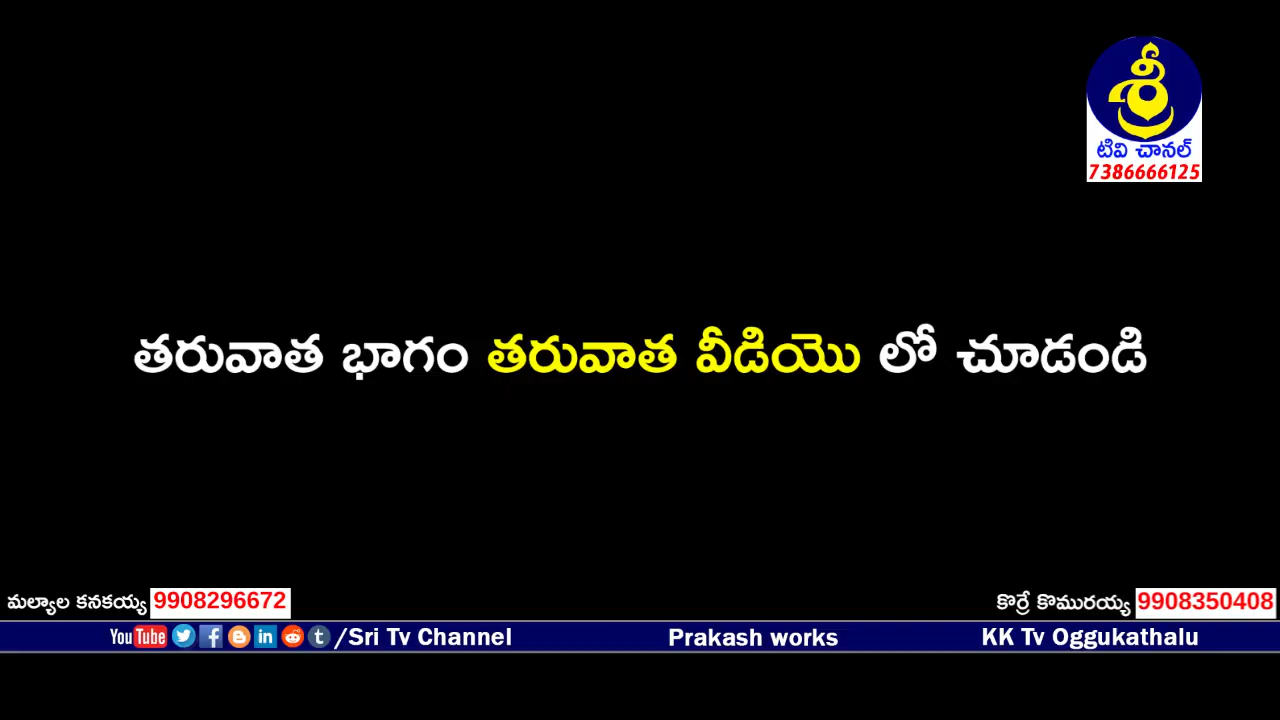 శ్రీ
టివి చానల్
7386666125
తరువాత భాగం తరువాత వీడియొ లో చూడండి
మల్యాల కనకయ్య 9908296672
కొర్రే కొమురయ్య 9908350408
You Tube /Sri Tv Channel Prakash works KK Tv Oggukathalu